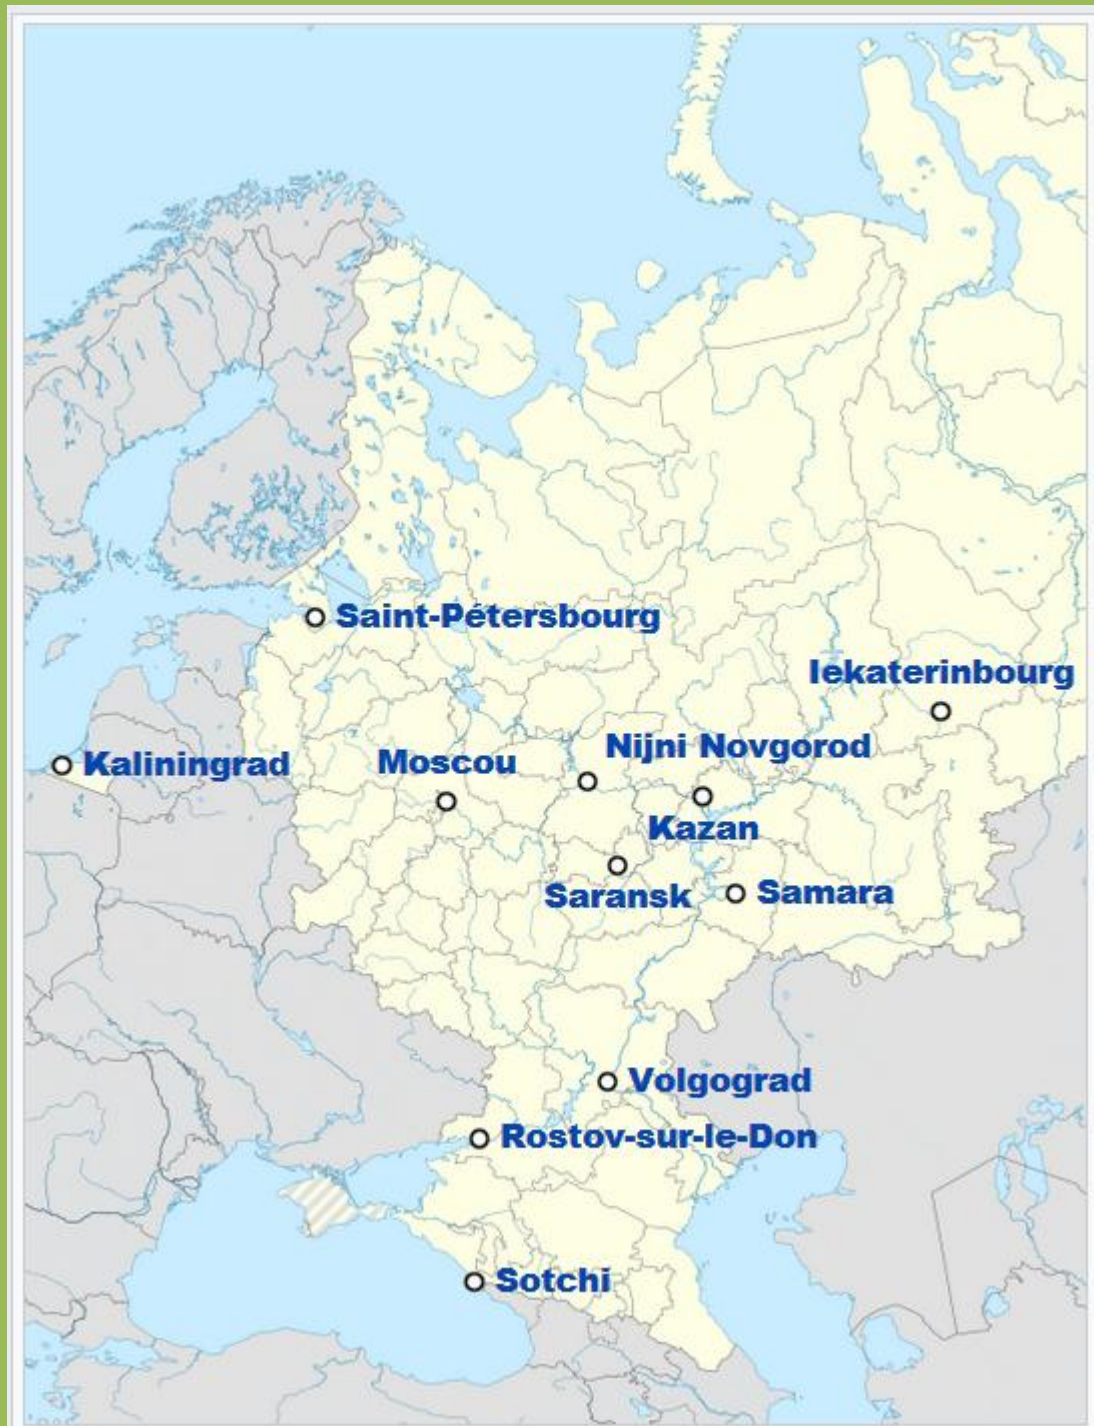 Saint-Pétersbourg
Iekaterinbourg
Nijni Novgorod
Moscou
Kaliningrad
Kazan
Saransk
Samara
Volgograd
Rostov-sur-le-Don
Sotchi